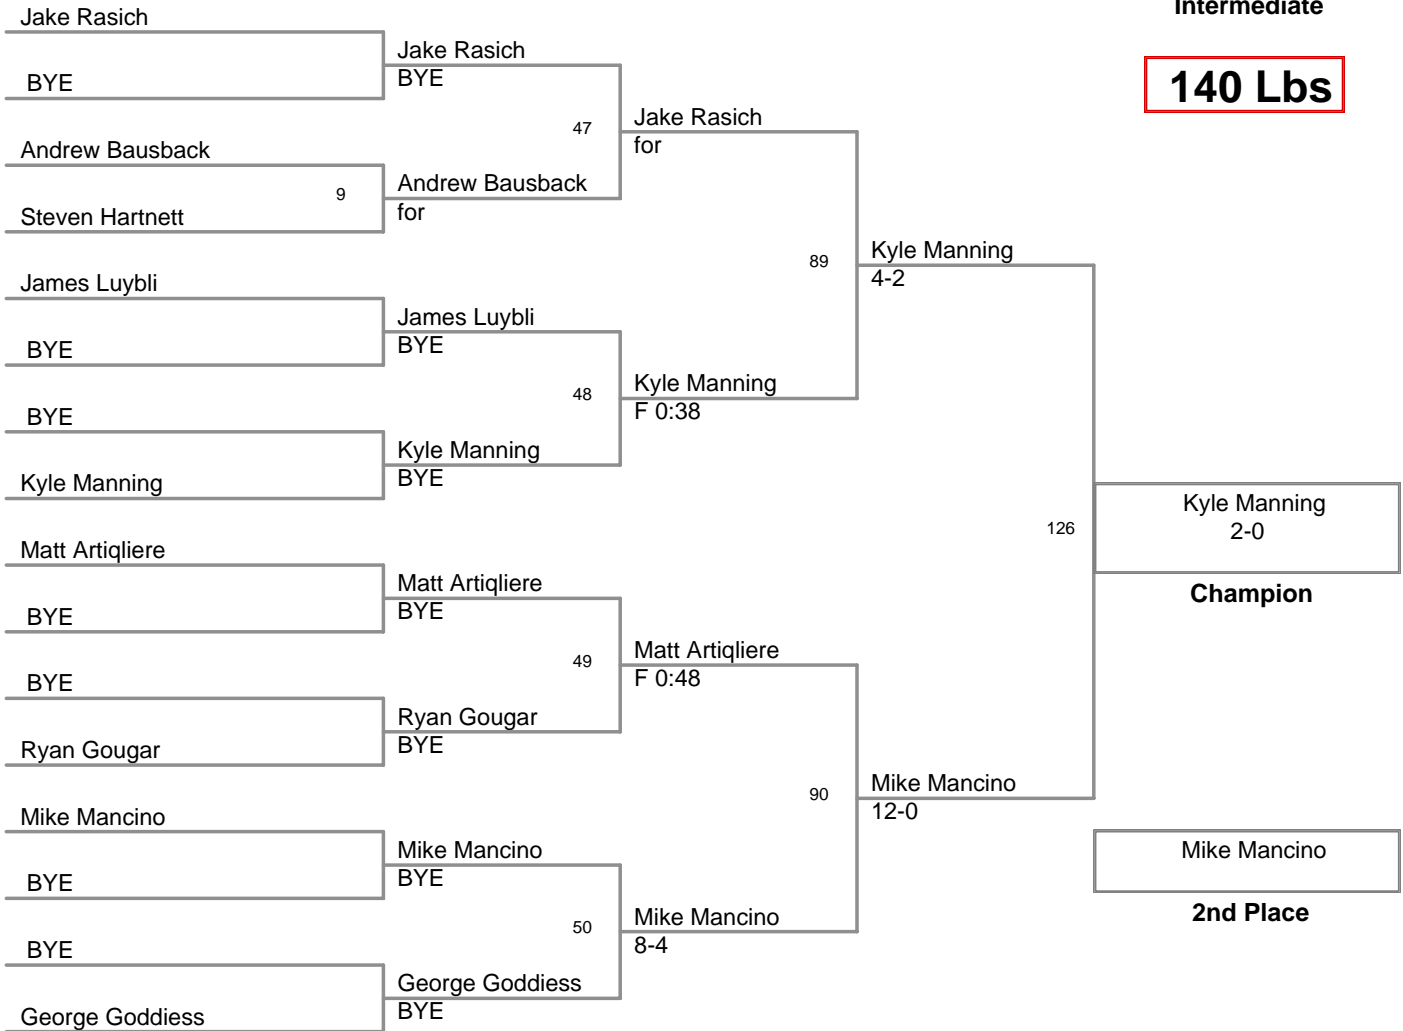 Intermediate
140 Lbs
Jake Rasich
BYE
Andrew Bausback
9
Steven Hartnett
James Luybli
BYE
BYE
Kyle Manning
Matt Artiqliere
BYE
BYE
Ryan Gougar
Mike Mancino
BYE
BYE
George Goddiess
Jake Rasich
BYE
47
Andrew Bausback
for
James Luybli
BYE
48
Kyle Manning
BYE
Matt Artiqliere
BYE
49
Ryan Gougar
BYE
Mike Mancino
BYE
50
George Goddiess
BYE
Jake Rasich
for
89
Kyle Manning
F 0:38
Matt Artiqliere
F 0:48
90
Mike Mancino
8-4
Kyle Manning
4-2
126
Mike Mancino
12-0
Kyle Manning
2-0
Champion
Mike Mancino
2nd Place